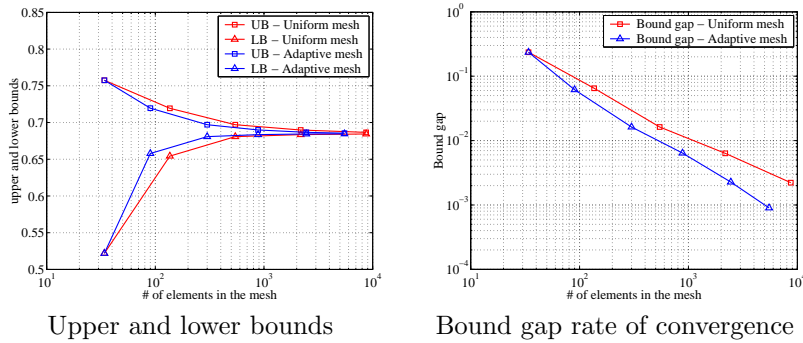 0.85
0.8
0.75
0.7
0.65
0.6
0.55
0.5
upper and lower bounds
10^1
10^2
10^3
10^4
# of elements in the mesh
UB − Uniform mesh
LB − Uniform mesh
UB − Adaptive mesh
LB − Adaptive mesh
Upper and lower bounds
10^0
10^−1
10^−2
10^−3
10^−4
Bound gap
10^1
10^2
10^3
10^4
# of elements in the mesh
Bound gap − Uniform mesh
Bound gap − Adaptive mesh
Bound gap rate of convergence